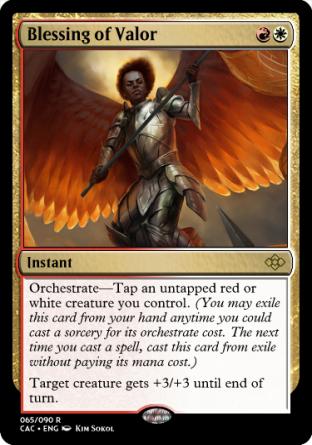 Blessing of Valor
Instant
Orchestrate—Tap an untapped red or
white creature you control. (You may exile
this card from your hand anytime you could
cast a sorcery for its orchestrate cost. The next
time you cast a spell, cast this card from exile
without paying its mana cost.)
Target creature gets +3/+3 until end of
turn.
065/090 R
CAC • ENG KIM SOKOL